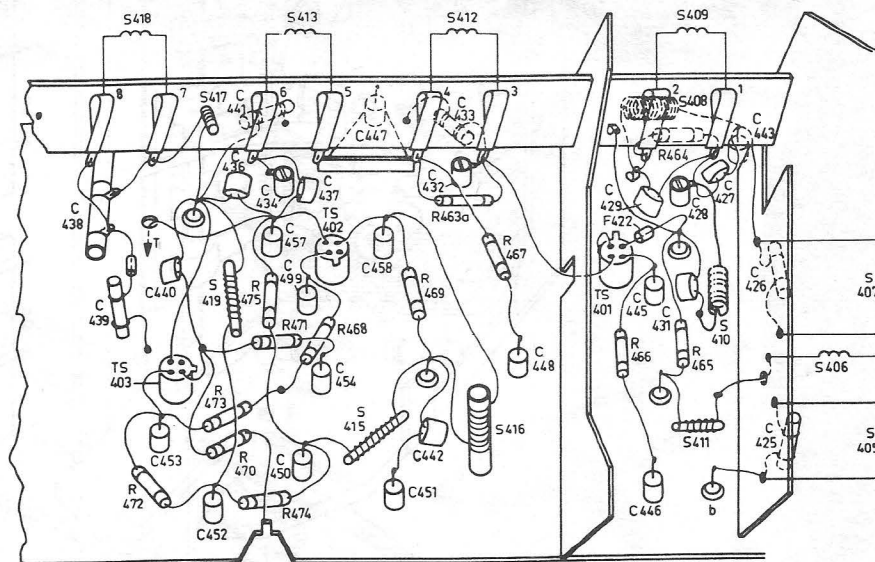 S418
S413
S412
S409
8
7
S417
C
441
6
5
C447
4
C
433
3
2
S408
1
C
443
C
438
C
436
C
434
C
437
C
432
R463a
R464
C
429
C
428
C
427
F422
T
C
457
TS
402
C458
R
467
TS
401
C
445
C
431
S
410
C
426
S
407
C440
S
419
R
475
C
499
R
469
C
439
R471
R468
R
466
R
465
S406
TS
403
C
454
C
448
R
473
S
415
C442
S416
S411
C
425
S
405
C453
R
470
C
450
R
472
C452
R474
C451
C446
b